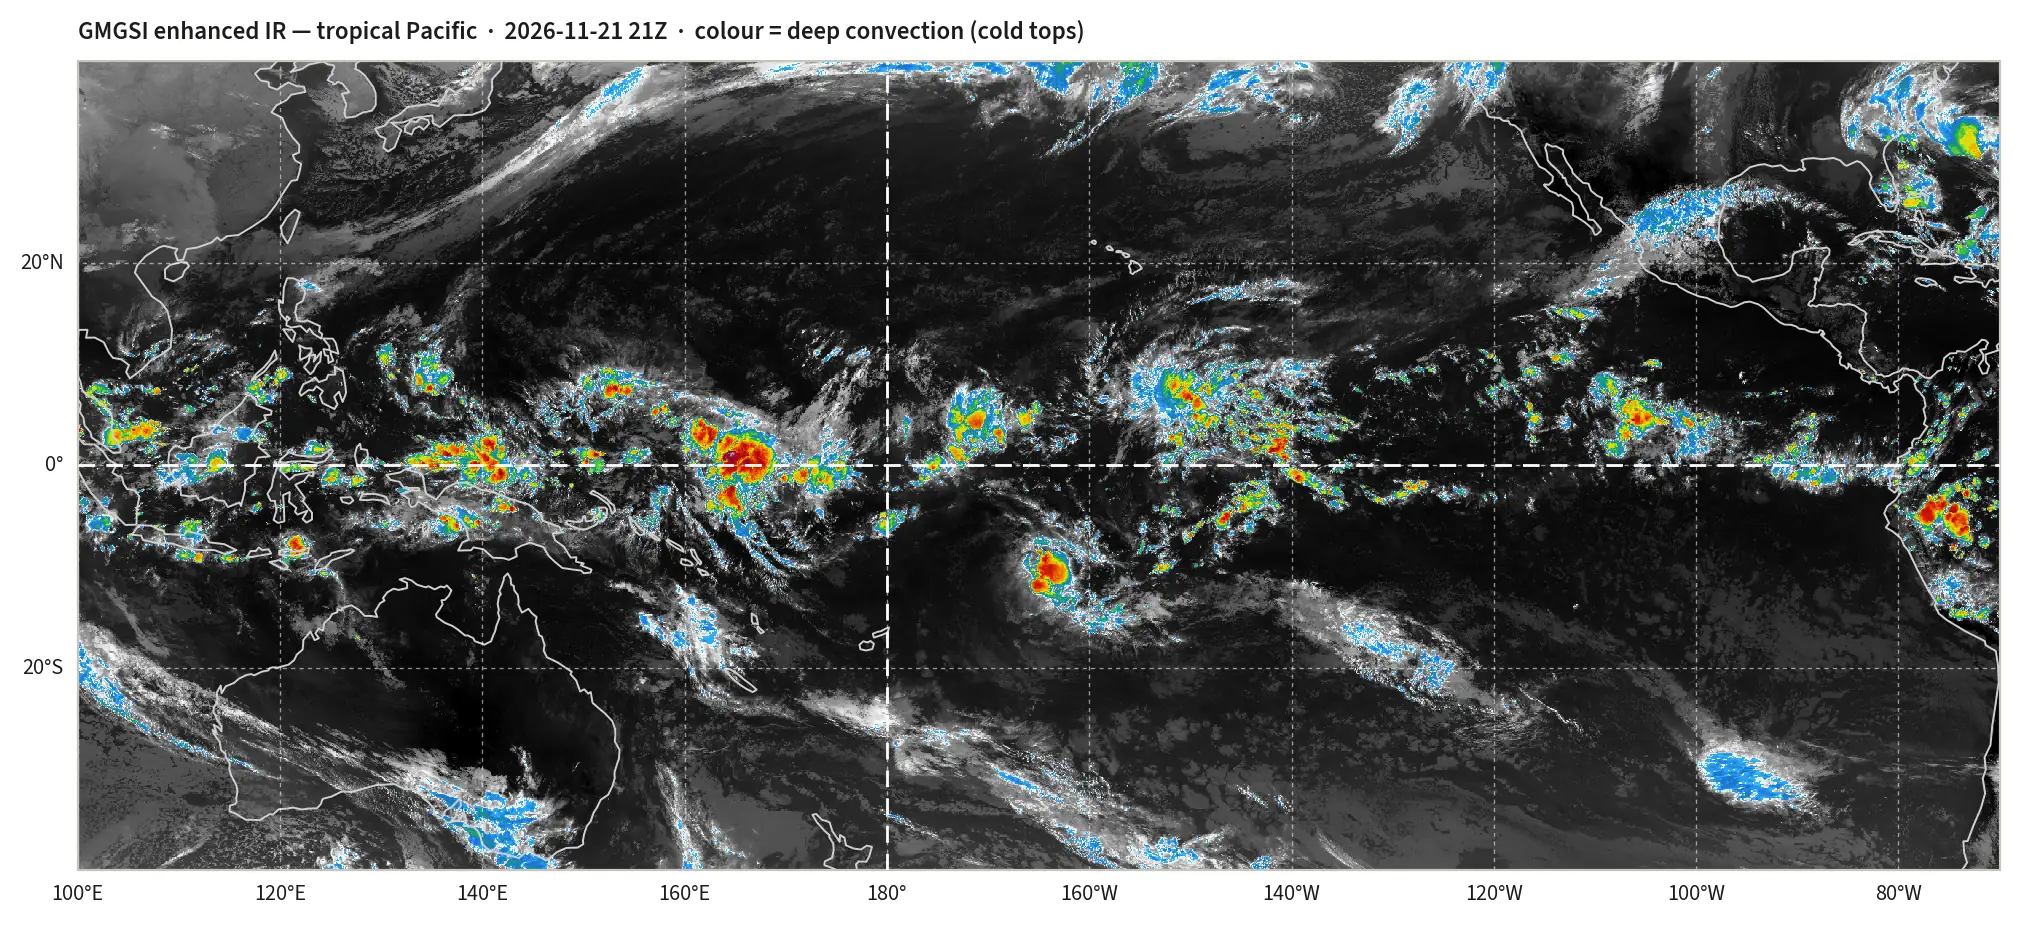 GMGSI enhanced IR — tropical Pacific · 2026-11-21 21Z · colour = deep convection (cold tops)
20°N
0°
20°S
100°E 120°E 140°E 160°E 180° 160°W 140°W 120°W 100°W 80°W